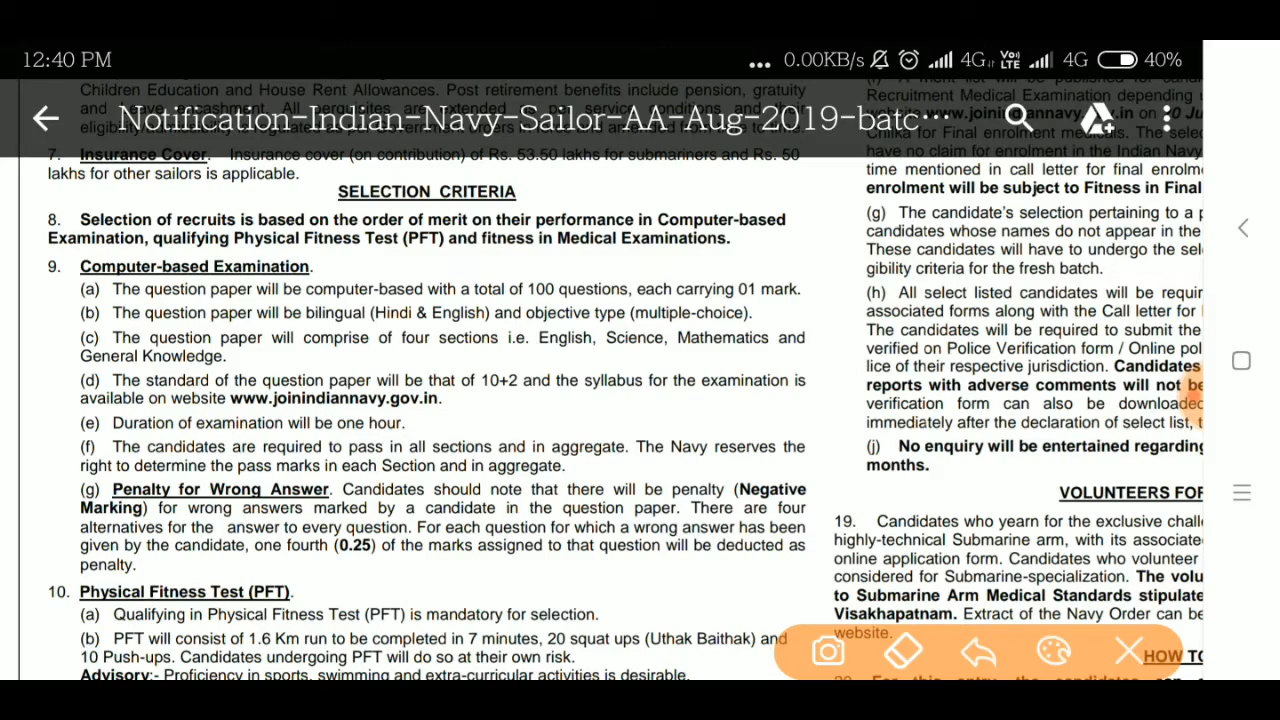 12:40 PM
... 0.00KB/s 4G VoLTE 4G 40%
Notification-Indian-Navy-Sailor-AA-Aug-2019-batc...
Children Education and House Rent Allowances. Post retirement benefits include pension, gratuity
7. Insurance Cover. Insurance cover (on contribution) of Rs. 53.50 lakhs for submariners and Rs. 50
lakhs for other sailors is applicable.
SELECTION CRITERIA
8. Selection of recruits is based on the order of merit on their performance in Computer-based
Examination, qualifying Physical Fitness Test (PFT) and fitness in Medical Examinations.
9. Computer-based Examination.
(a) The question paper will be computer-based with a total of 100 questions, each carrying 01 mark.
(b) The question paper will be bilingual (Hindi & English) and objective type (multiple-choice).
(c) The question paper will comprise of four sections i.e. English, Science, Mathematics and
General Knowledge.
(d) The standard of the question paper will be that of 10+2 and the syllabus for the examination is
available on website www.joinindiannavy.gov.in.
(e) Duration of examination will be one hour.
(f) The candidates are required to pass in all sections and in aggregate. The Navy reserves the
right to determine the pass marks in each Section and in aggregate.
(g) Penalty for Wrong Answer. Candidates should note that there will be penalty (Negative
Marking) for wrong answers marked by a candidate in the question paper. There are four
alternatives for the answer to every question. For each question for which a wrong answer has been
given by the candidate, one fourth (0.25) of the marks assigned to that question will be deducted as
penalty.
10. Physical Fitness Test (PFT).
(a) Qualifying in Physical Fitness Test (PFT) is mandatory for selection.
(b) PFT will consist of 1.6 Km run to be completed in 7 minutes, 20 squat ups (Uthak Baithak) and
10 Push-ups. Candidates undergoing PFT will do so at their own risk.
Advisory:- Proficiency in sports, swimming and extra-curricular activities is desirable.
Recruitment Medical Examination depending
Chilka for Final enrolment medicals. The selec
have no claim for enrolment in the Indian Navy
time mentioned in call letter for final enrolm
enrolment will be subject to Fitness in Final
(g) The candidate's selection pertaining to a p
candidates whose names do not appear in the
These candidates will have to undergo the sel
gibility criteria for the fresh batch.
(h) All select listed candidates will be requir
associated forms along with the Call letter for
The candidates will be required to submit the
verified on Police Verification form / Online pol
lice of their respective jurisdiction. Candidates
reports with adverse comments will not be
verification form can also be downloaded
immediately after the declaration of select list,
(j) No enquiry will be entertained regarding
months.
VOLUNTEERS FOR
19. Candidates who yearn for the exclusive chall
highly-technical Submarine arm, with its associate
online application form. Candidates who volunteer
considered for Submarine-specialization. The volu
to Submarine Arm Medical Standards stipulate
Visakhapatnam. Extract of the Navy Order can be
website.
HOW TO